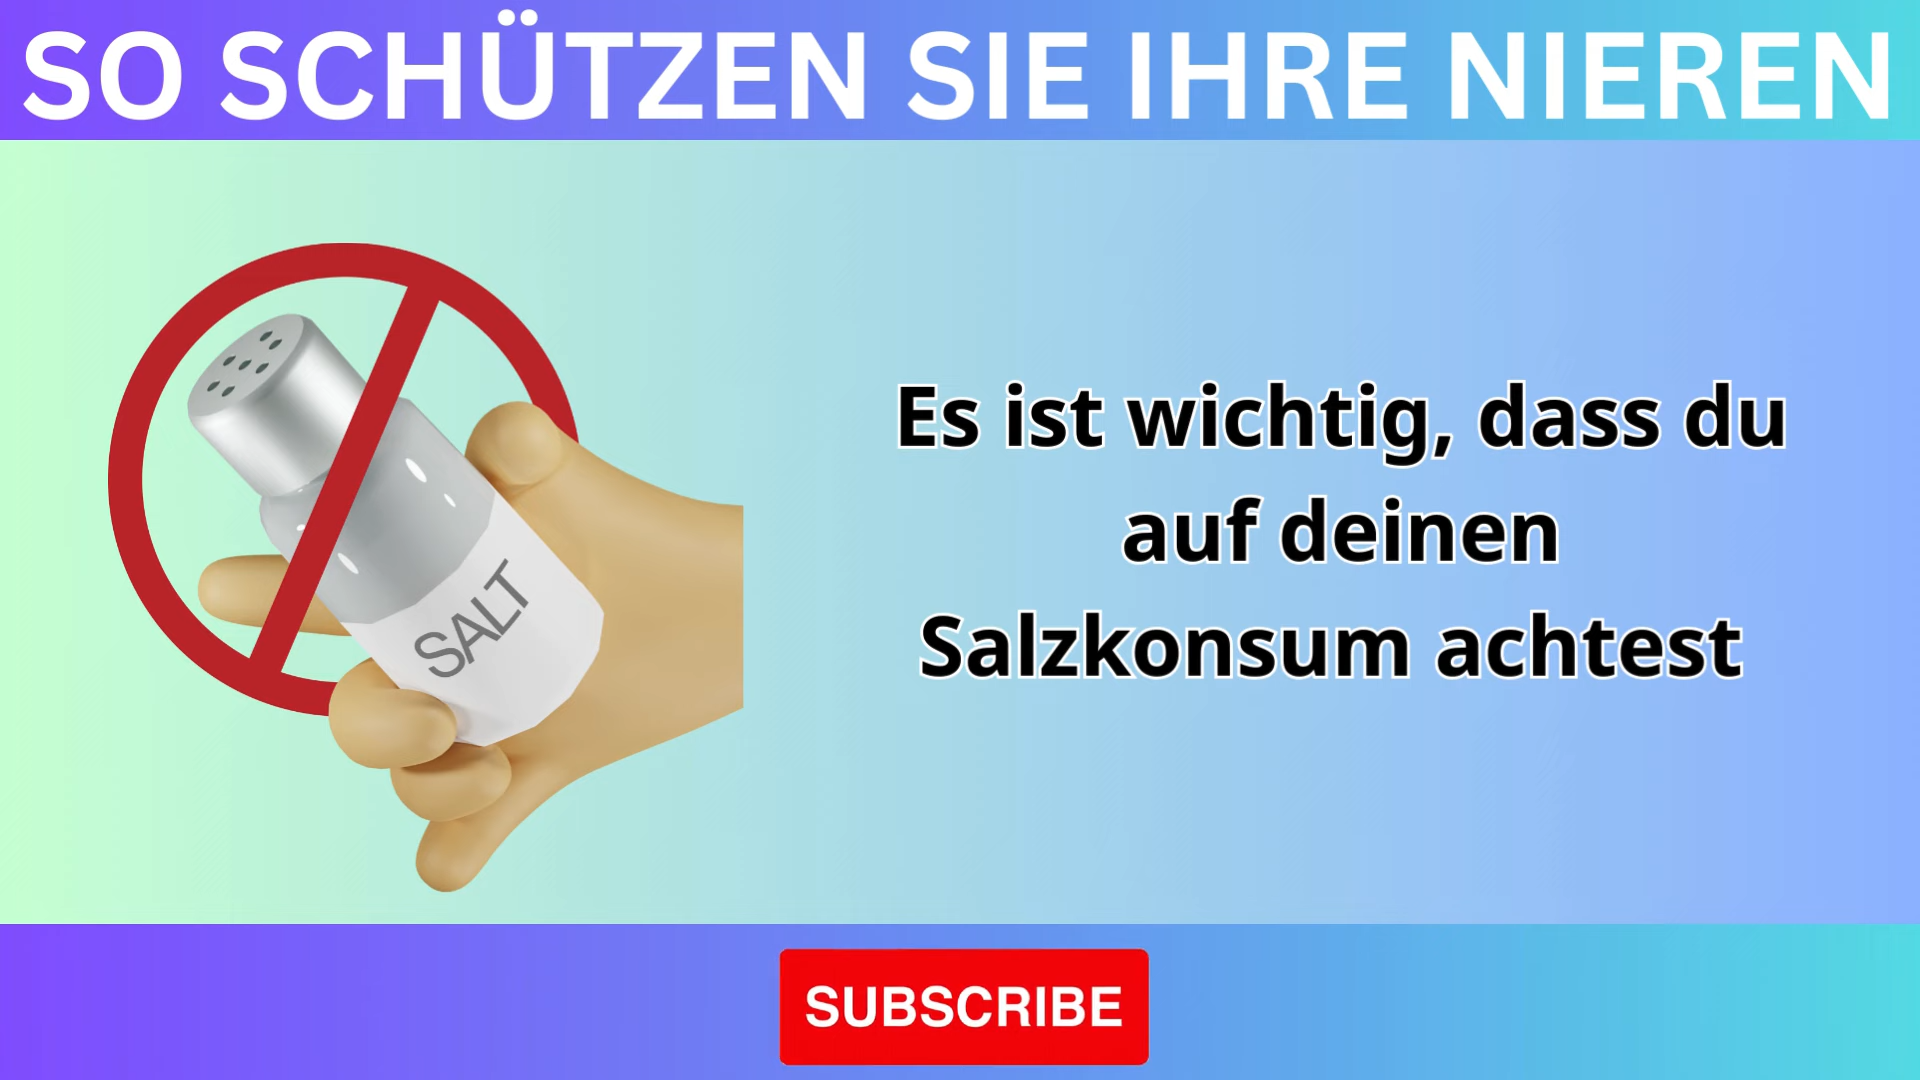 SO SCHÜTZEN SIE IHRE NIEREN
SALT
Es ist wichtig, dass du
auf deinen
Salzkonsum achtest
SUBSCRIBE